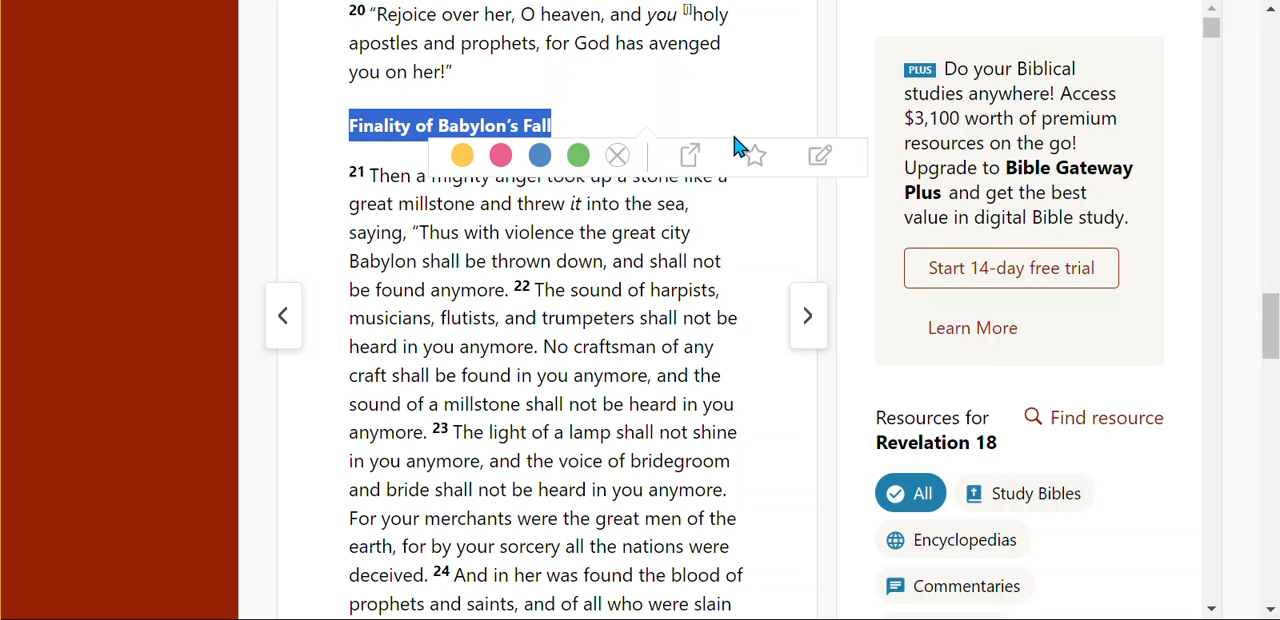 20 “Rejoice over her, O heaven, and you [j]holy
apostles and prophets, for God has avenged
you on her!”
Finality of Babylon’s Fall
21 Then a mighty angel took up a stone like a
great millstone and threw it into the sea,
saying, “Thus with violence the great city
Babylon shall be thrown down, and shall not
be found anymore. 22 The sound of harpists,
musicians, flutists, and trumpeters shall not be
heard in you anymore. No craftsman of any
craft shall be found in you anymore, and the
sound of a millstone shall not be heard in you
anymore. 23 The light of a lamp shall not shine
in you anymore, and the voice of bridegroom
and bride shall not be heard in you anymore.
For your merchants were the great men of the
earth, for by your sorcery all the nations were
deceived. 24 And in her was found the blood of
prophets and saints, and of all who were slain
PLUS Do your Biblical
studies anywhere! Access
$3,100 worth of premium
resources on the go!
Upgrade to Bible Gateway
Plus and get the best
value in digital Bible study.
Start 14-day free trial
Learn More
Resources for
Revelation 18
Find resource
All
Study Bibles
Encyclopedias
Commentaries